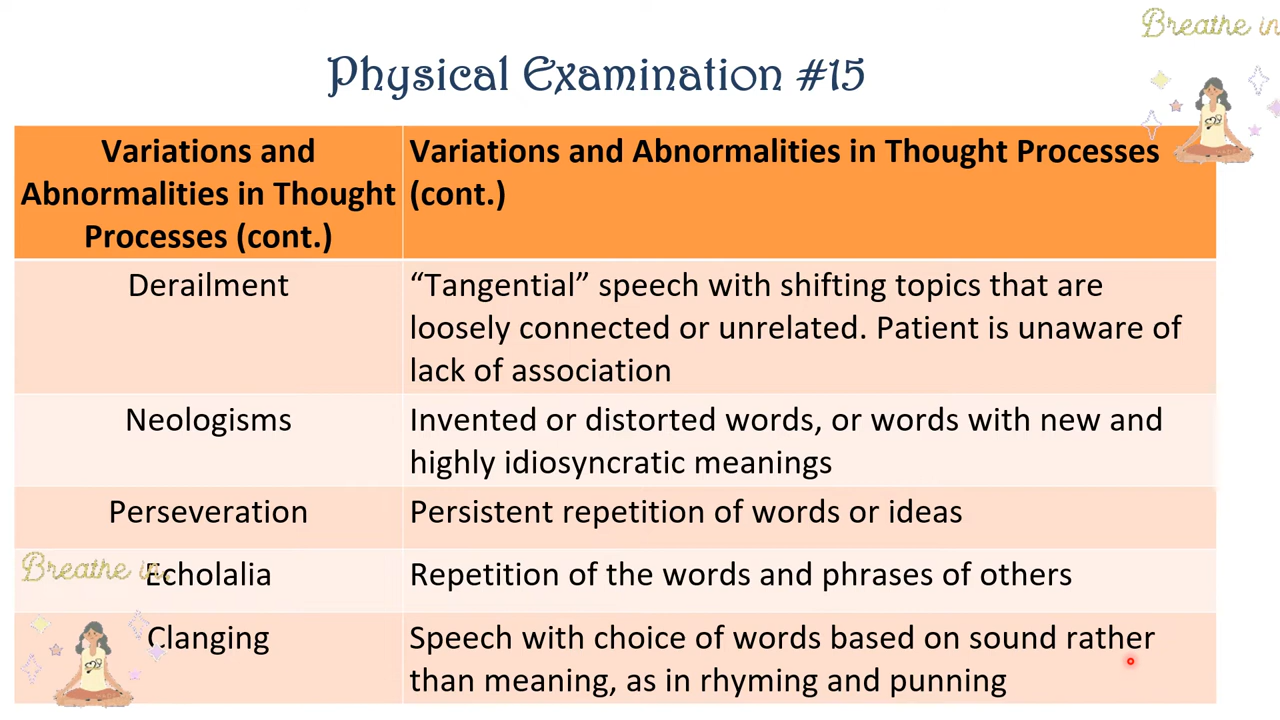 Breathe in
Physical Examination #15
Variations and
Abnormalities in Thought
Processes (cont.)
Variations and Abnormalities in Thought Processes
(cont.)
Derailment
“Tangential” speech with shifting topics that are
loosely connected or unrelated. Patient is unaware of
lack of association
Neologisms
Invented or distorted words, or words with new and
highly idiosyncratic meanings
Perseveration
Persistent repetition of words or ideas
Breathe in
Echolalia
Repetition of the words and phrases of others
Clanging
Speech with choice of words based on sound rather
than meaning, as in rhyming and punning